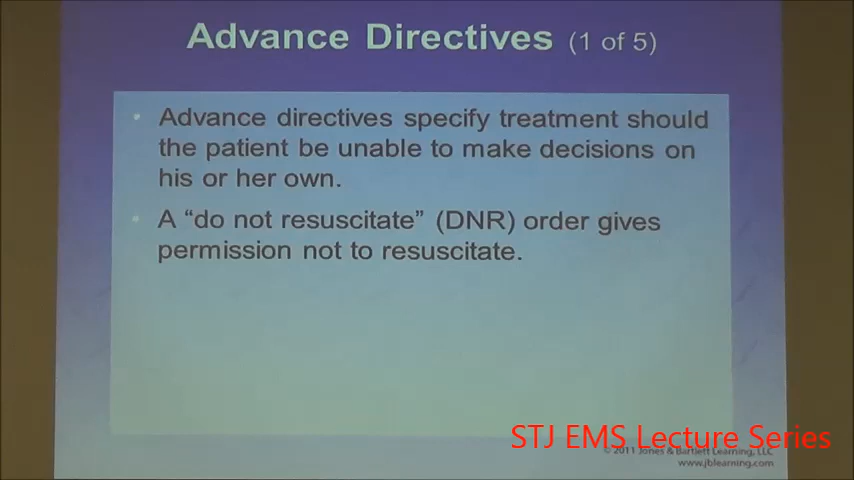 Advance Directives (1 of 5)
• Advance directives specify treatment should
the patient be unable to make decisions on
his or her own.
• A “do not resuscitate” (DNR) order gives
permission not to resuscitate.
STJ EMS Lecture Series
© 2011 Jones & Bartlett Learning, LLC
www.jblearning.com